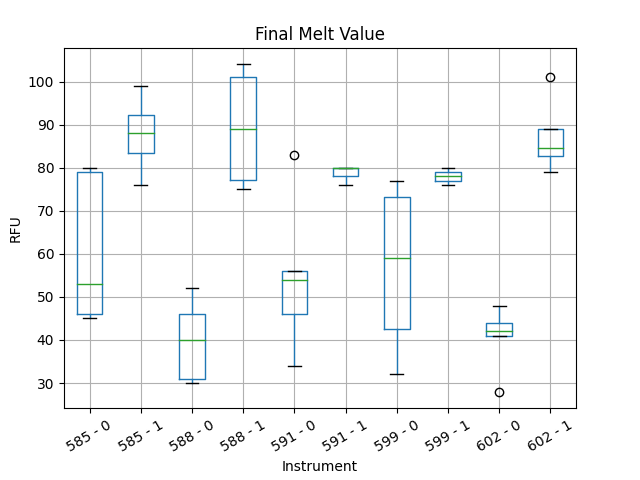 Final Melt Value
100
90
80
70
60
50
40
30
RFU
585 - 0
585 - 1
588 - 0
588 - 1
591 - 0
591 - 1
599 - 0
599 - 1
602 - 0
602 - 1
Instrument